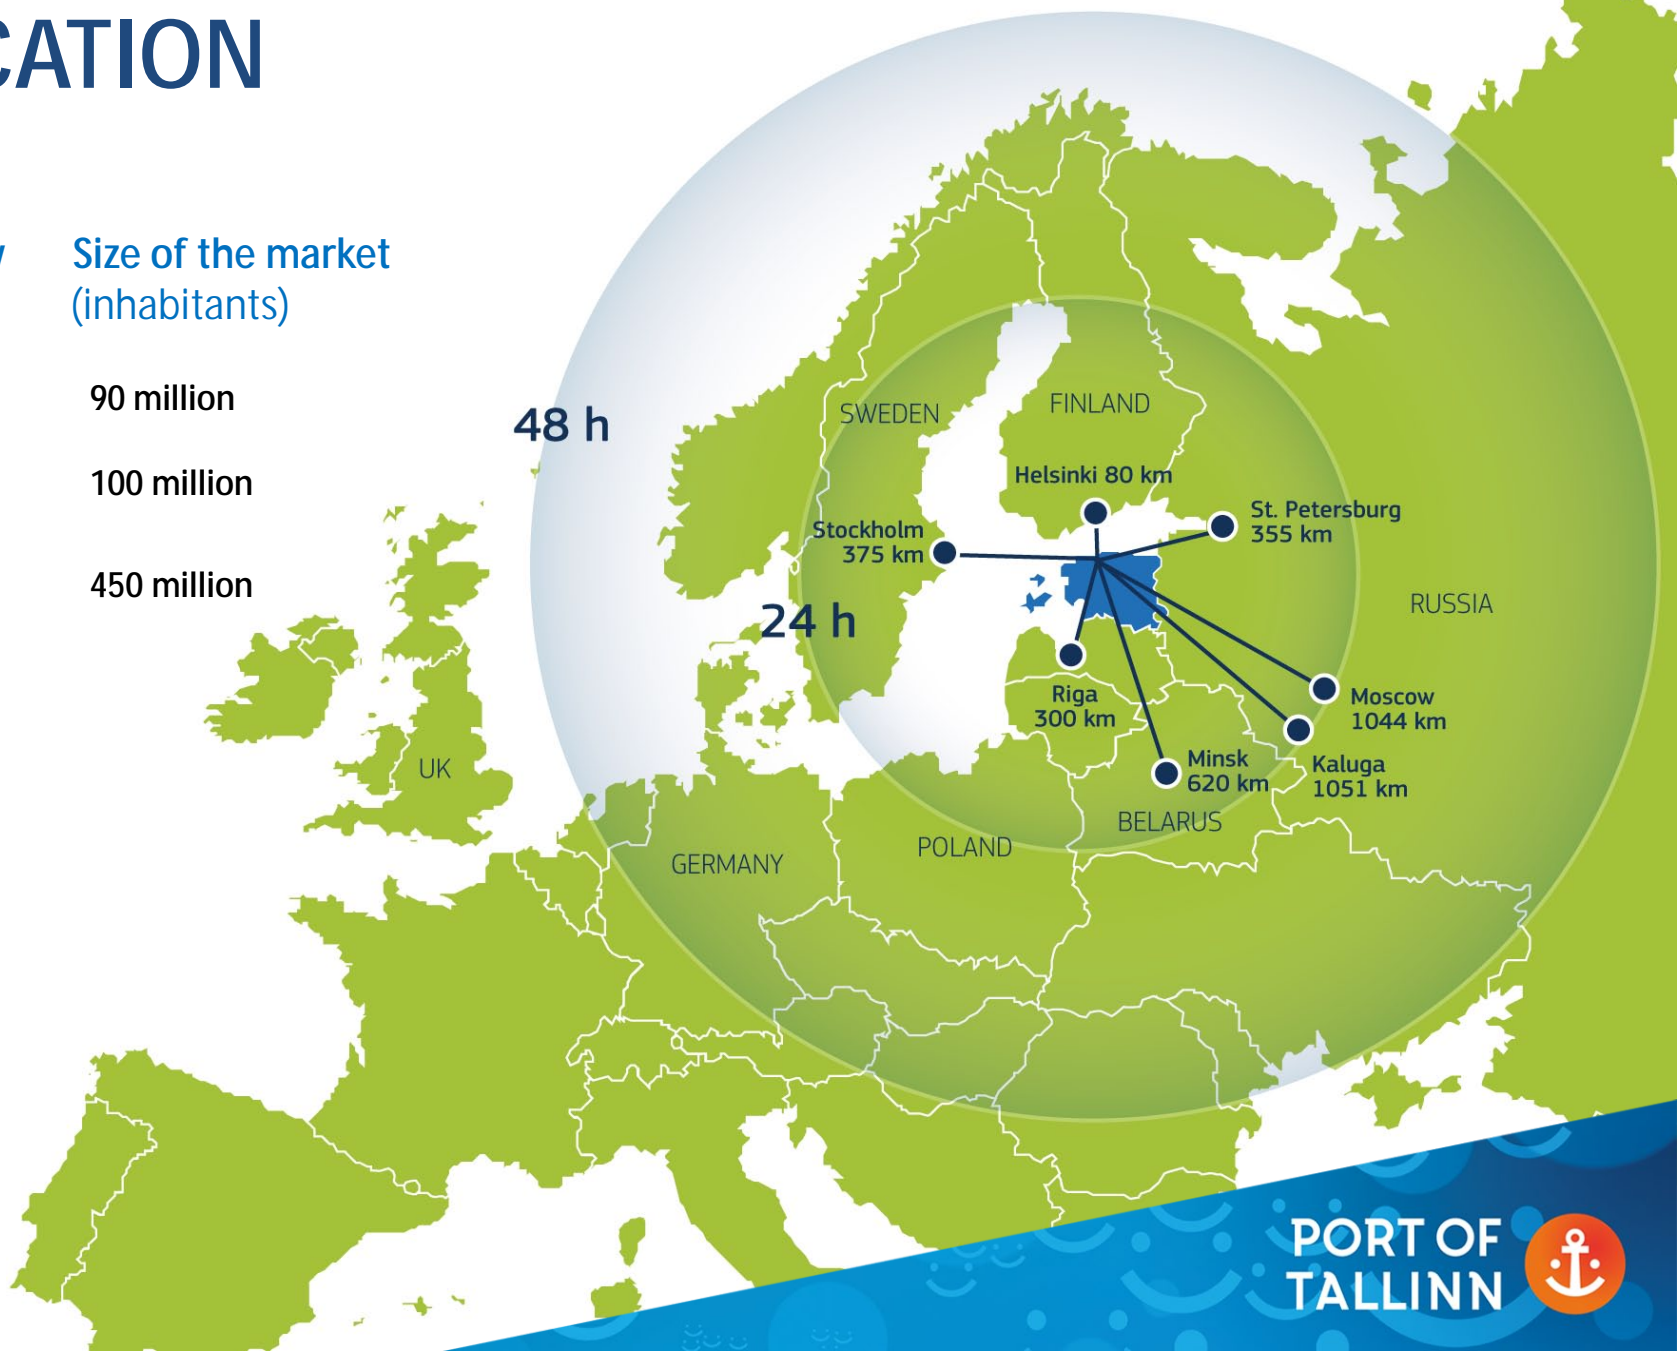 CATION
Size of the market
(inhabitants)
90 million
100 million
450 million
48 h
24 h
SWEDEN
FINLAND
Helsinki 80 km
St. Petersburg
355 km
Stockholm
375 km
RUSSIA
Riga
300 km
Moscow
1044 km
Minsk
620 km
Kaluga
1051 km
UK
BELARUS
POLAND
GERMANY
PORT OF
TALLINN